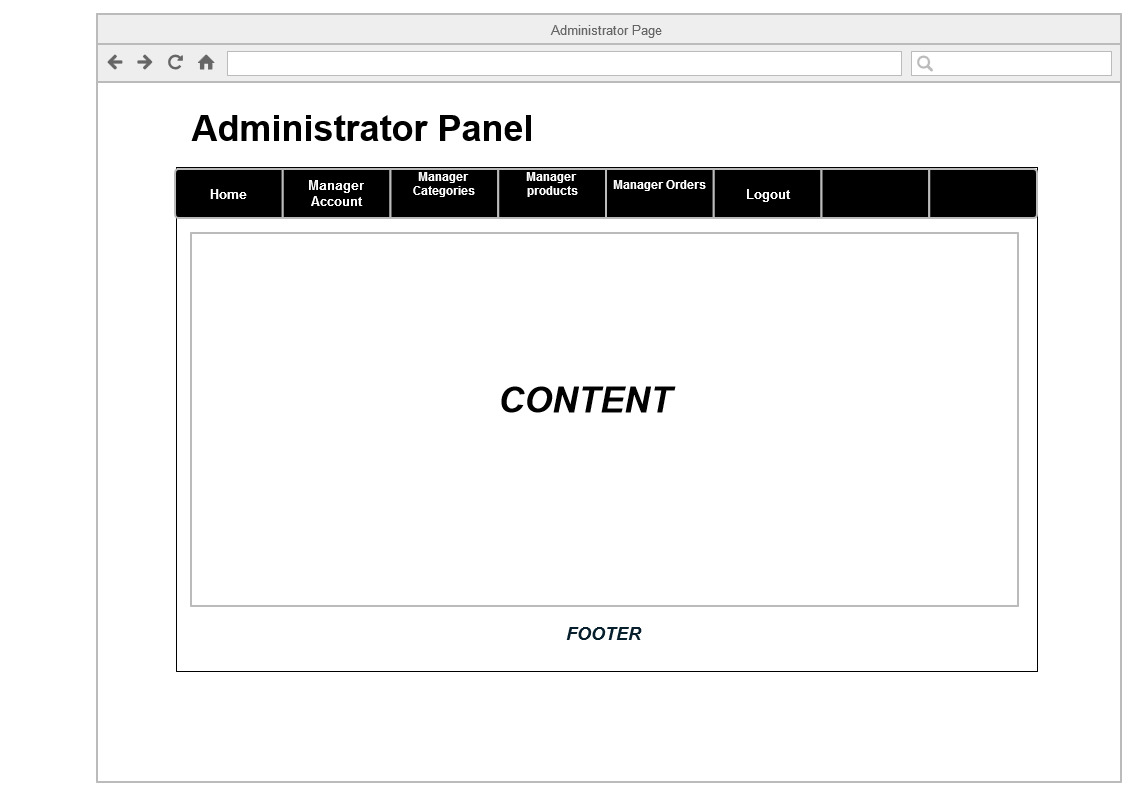 Administrator Page
Administrator Panel
Home
Manager
Account
Manager
Categories
Manager
products
Manager Orders
Logout
CONTENT
FOOTER